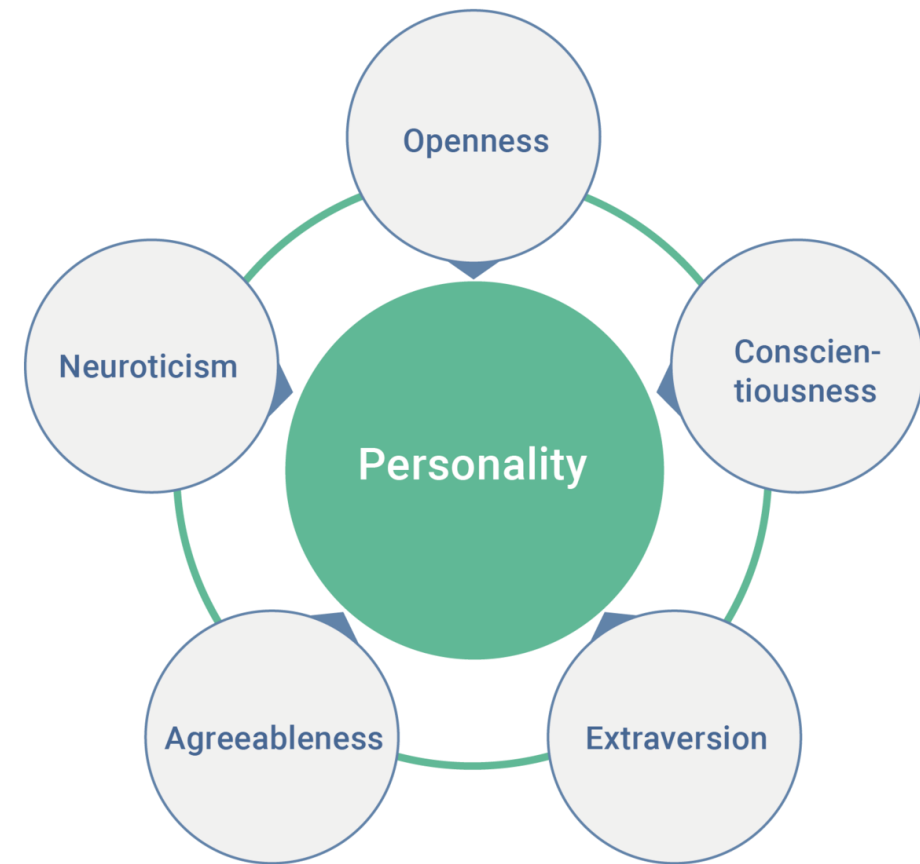 Openness
Conscien-
tiousness
Extraversion
Agreeableness
Neuroticism
Personality